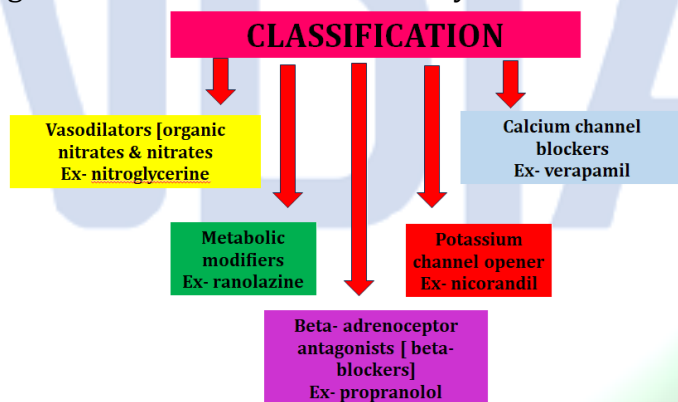 CLASSIFICATION
Vasodilators [organic
nitrates & nitrates
Ex- nitroglycerine
Calcium channel
blockers
Ex- verapamil
Metabolic
modifiers
Ex- ranolazine
Potassium
channel opener
Ex- nicorandil
Beta- adrenoceptor
antagonists [ beta-
blockers]
Ex- propranolol